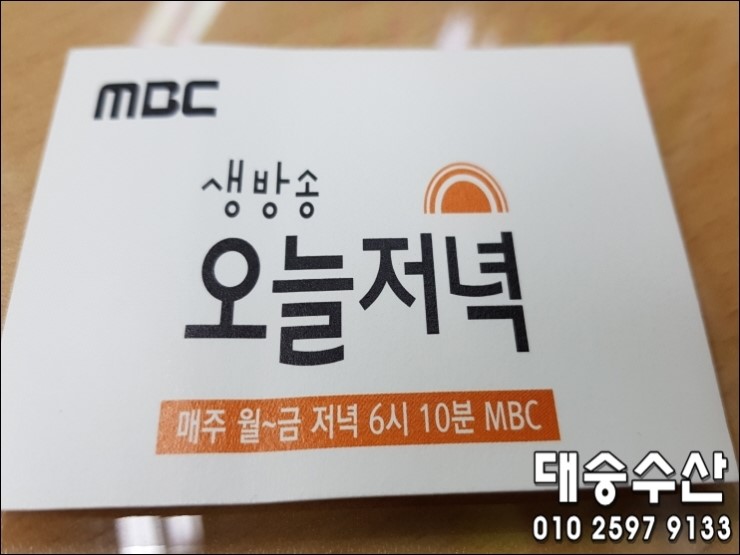 MBC
생방송
오늘저녁
매주 월~금 저녁 6시 10분 MBC
대승수산
010 2597 9133